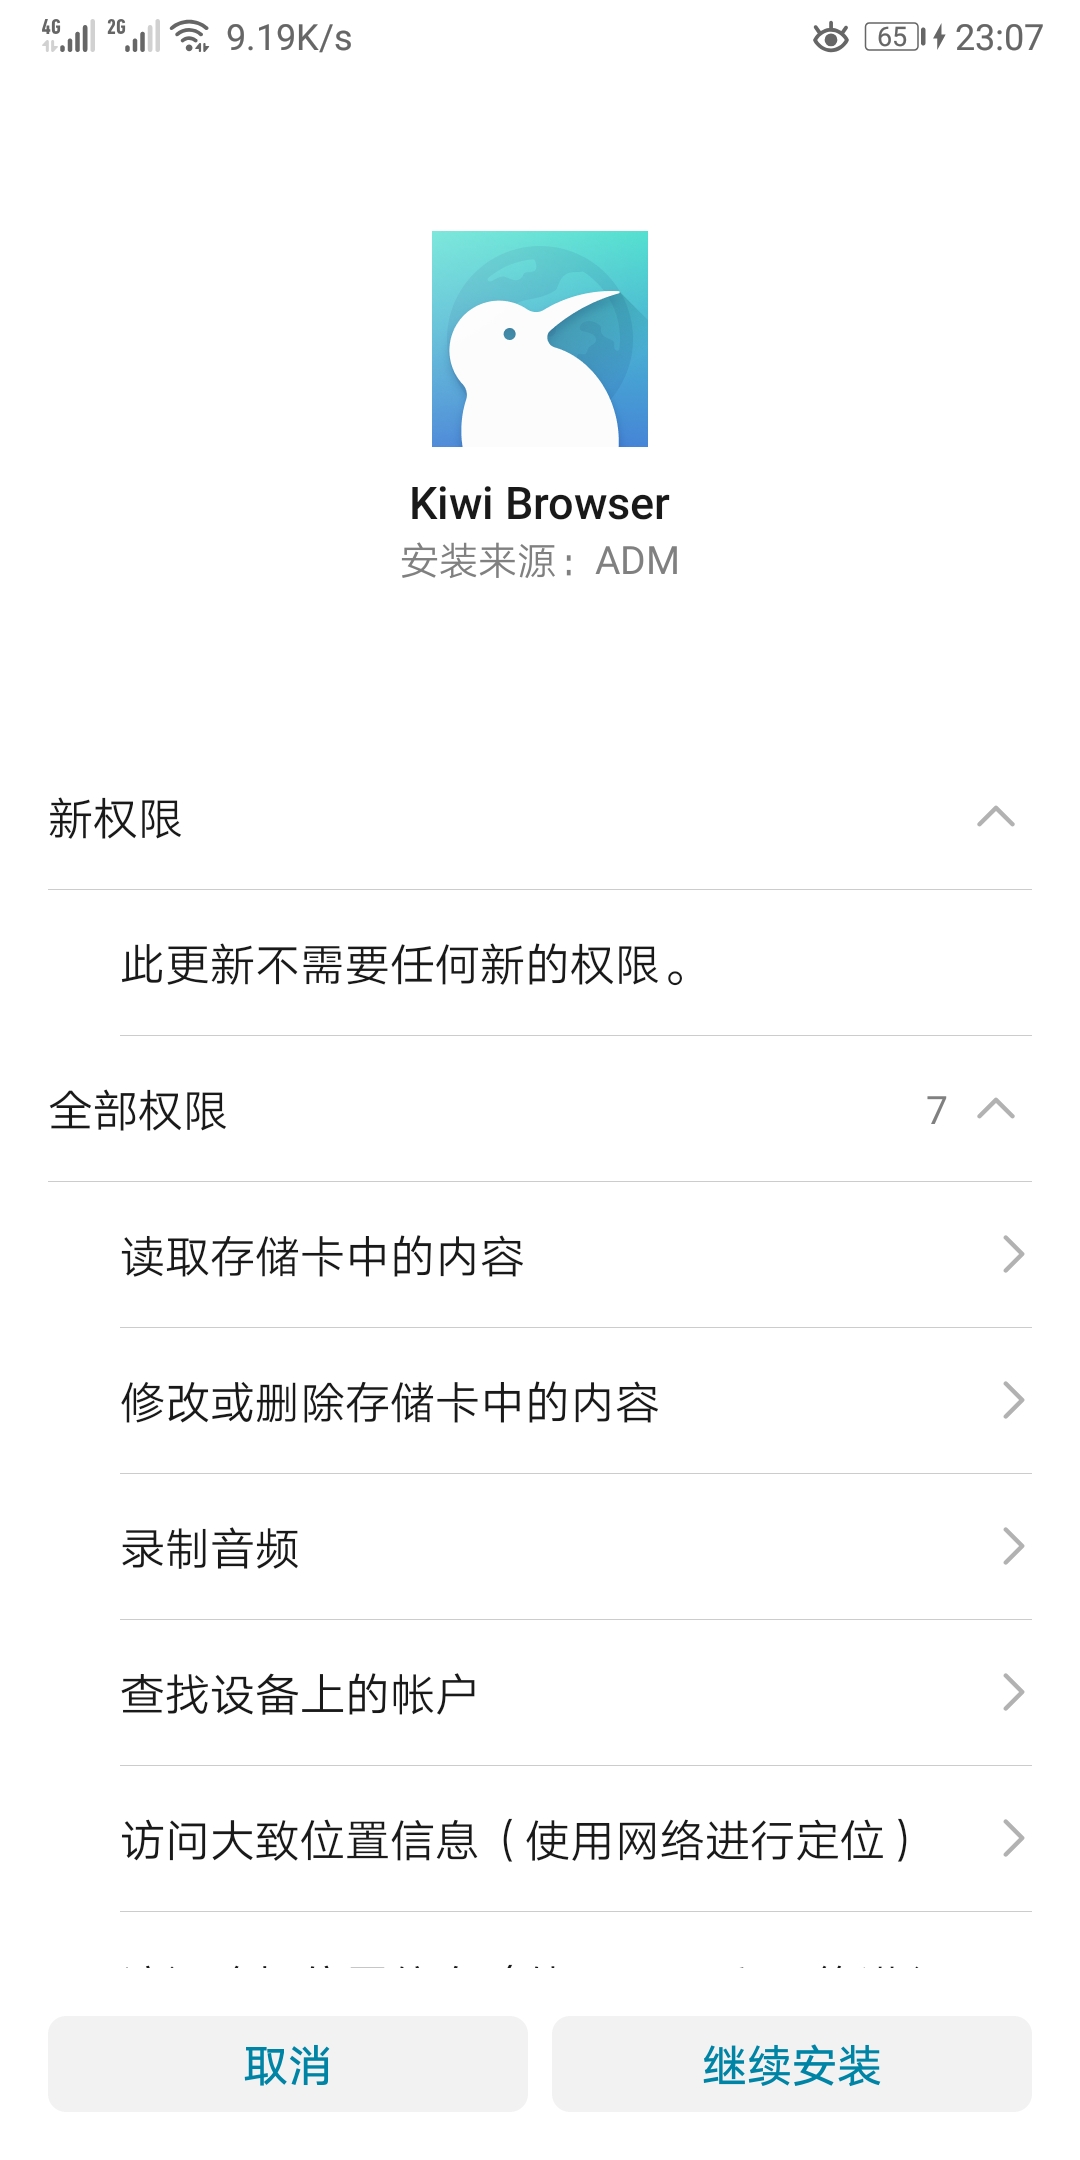 4G 2G 9.19K/s 65 23:07
Kiwi Browser
安装来源：ADM
新权限
此更新不需要任何新的权限。
全部权限 7
读取存储卡中的内容
修改或删除存储卡中的内容
录制音频
查找设备上的帐户
访问大致位置信息（使用网络进行定位）
取消 继续安装